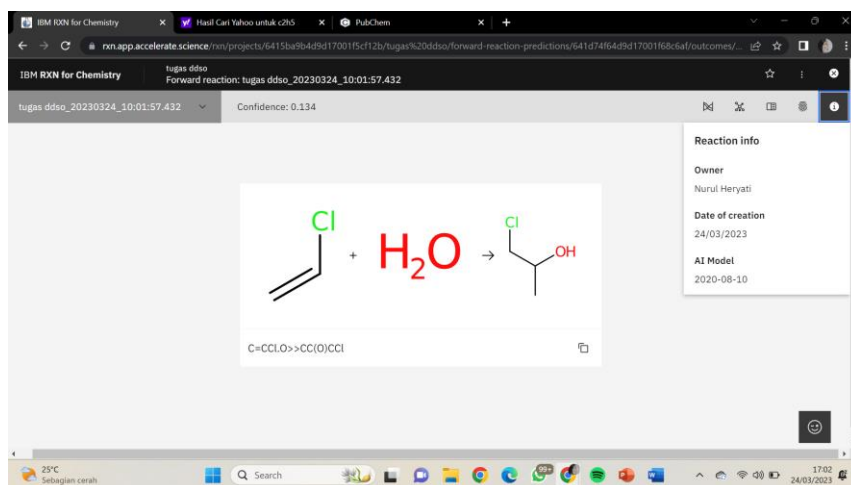 IBM RXN for Chemistry
Hasil Cari Yahoo untuk c2h5
PubChem
rxn.app.accelerate.science/rxn/projects/6415ba9b4d9d17001f5cf12b/tugas%20ddso/forward-reaction-predictions/641d74f64d9d17001f68c6af/outcomes/...
IBM RXN for Chemistry
tugas ddso
Forward reaction: tugas ddso_20230324_10:01:57.432
tugas ddso_20230324_10:01:57.432
Confidence: 0.134
Reaction info
Owner
Nurul Heryati
Date of creation
24/03/2023
AI Model
2020-08-10
Cl
+ H2O →
Cl
OH
C=CCl.O>>CC(O)CCl
25°C
Sebagian cerah
Search
99+
17:02
24/03/2023